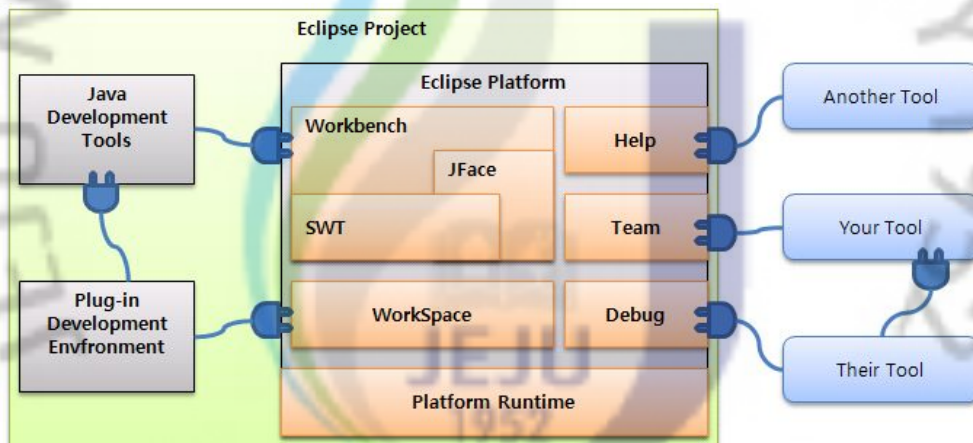 Eclipse Project
Java
Development
Tools
Plug-in
Development
Envfronment
Eclipse Platform
Workbench
JFace
SWT
WorkSpace
Help
Team
Debug
Platform Runtime
Another Tool
Your Tool
Their Tool
JEJU
1952